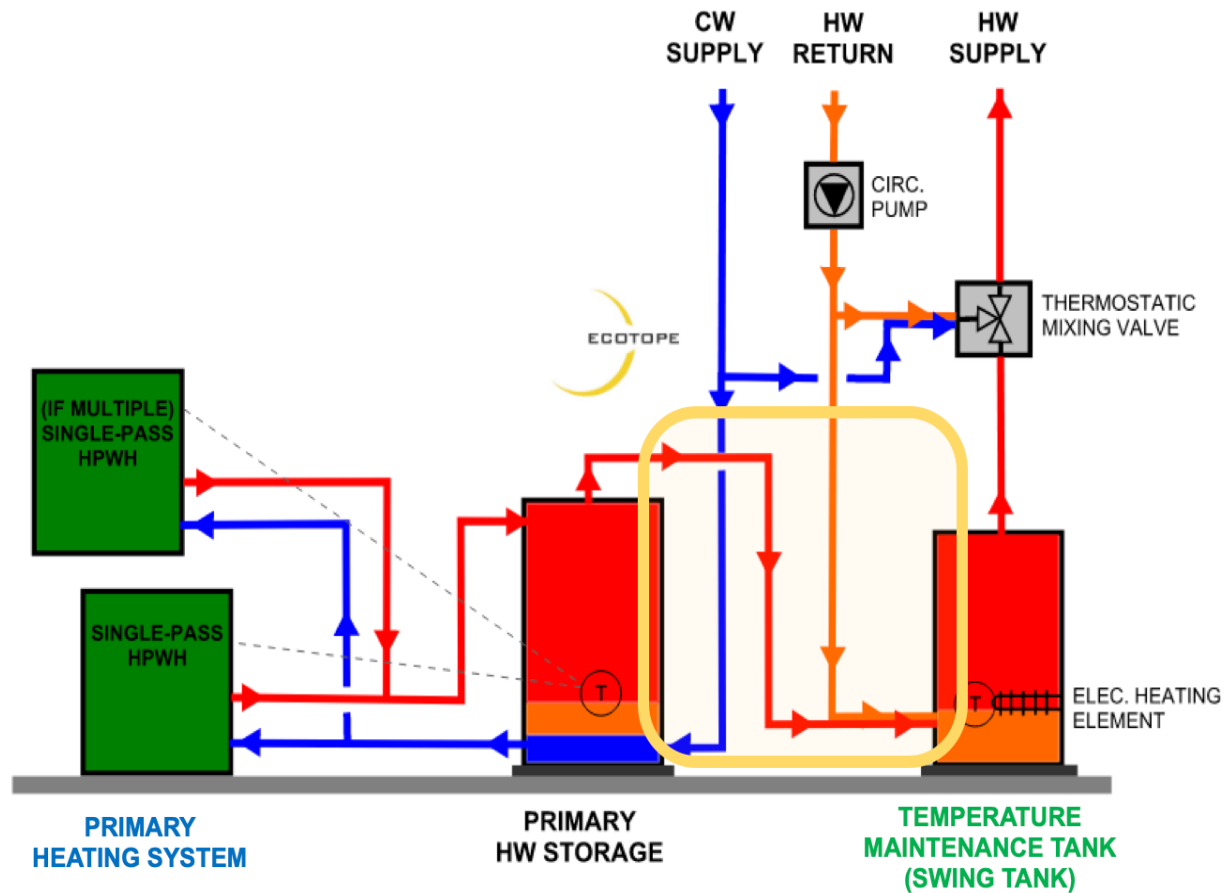 CW
SUPPLY
HW
RETURN
HW
SUPPLY
CIRC.
PUMP
THERMOSTATIC
MIXING VALVE
ECOTOPE
(IF MULTIPLE)
SINGLE-PASS
HPWH
SINGLE-PASS
HPWH
T
T
ELEC. HEATING
ELEMENT
PRIMARY
HEATING SYSTEM
PRIMARY
HW STORAGE
TEMPERATURE
MAINTENANCE TANK
(SWING TANK)